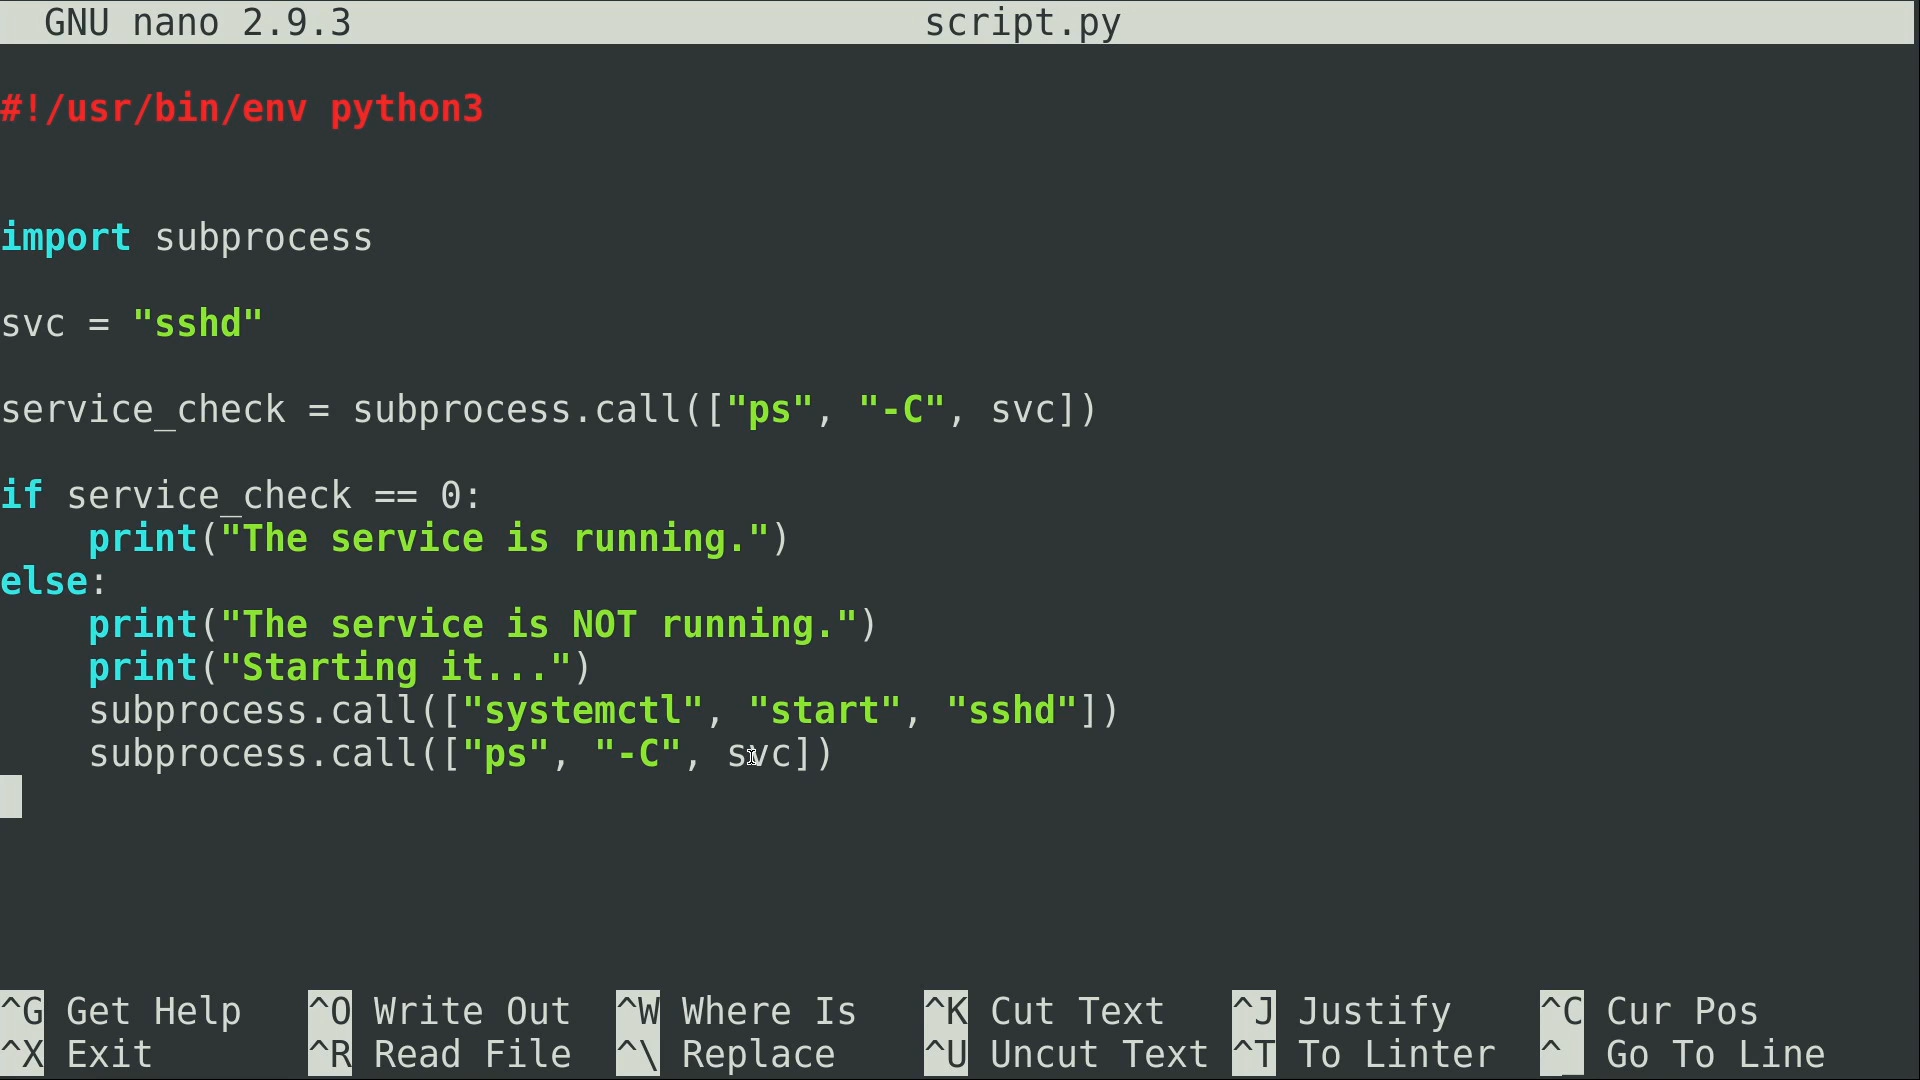 GNU nano 2.9.3 script.py
#!/usr/bin/env python3
import subprocess
svc = "sshd"
service_check = subprocess.call(["ps", "-C", svc])
if service_check == 0:
    print("The service is running.")
else:
    print("The service is NOT running.")
    print("Starting it...")
    subprocess.call(["systemctl", "start", "sshd"])
    subprocess.call(["ps", "-C", svc])
^G Get Help ^O Write Out ^W Where Is ^K Cut Text ^J Justify ^C Cur Pos
^X Exit ^R Read File ^\ Replace ^U Uncut Text ^T To Linter ^_ Go To Line